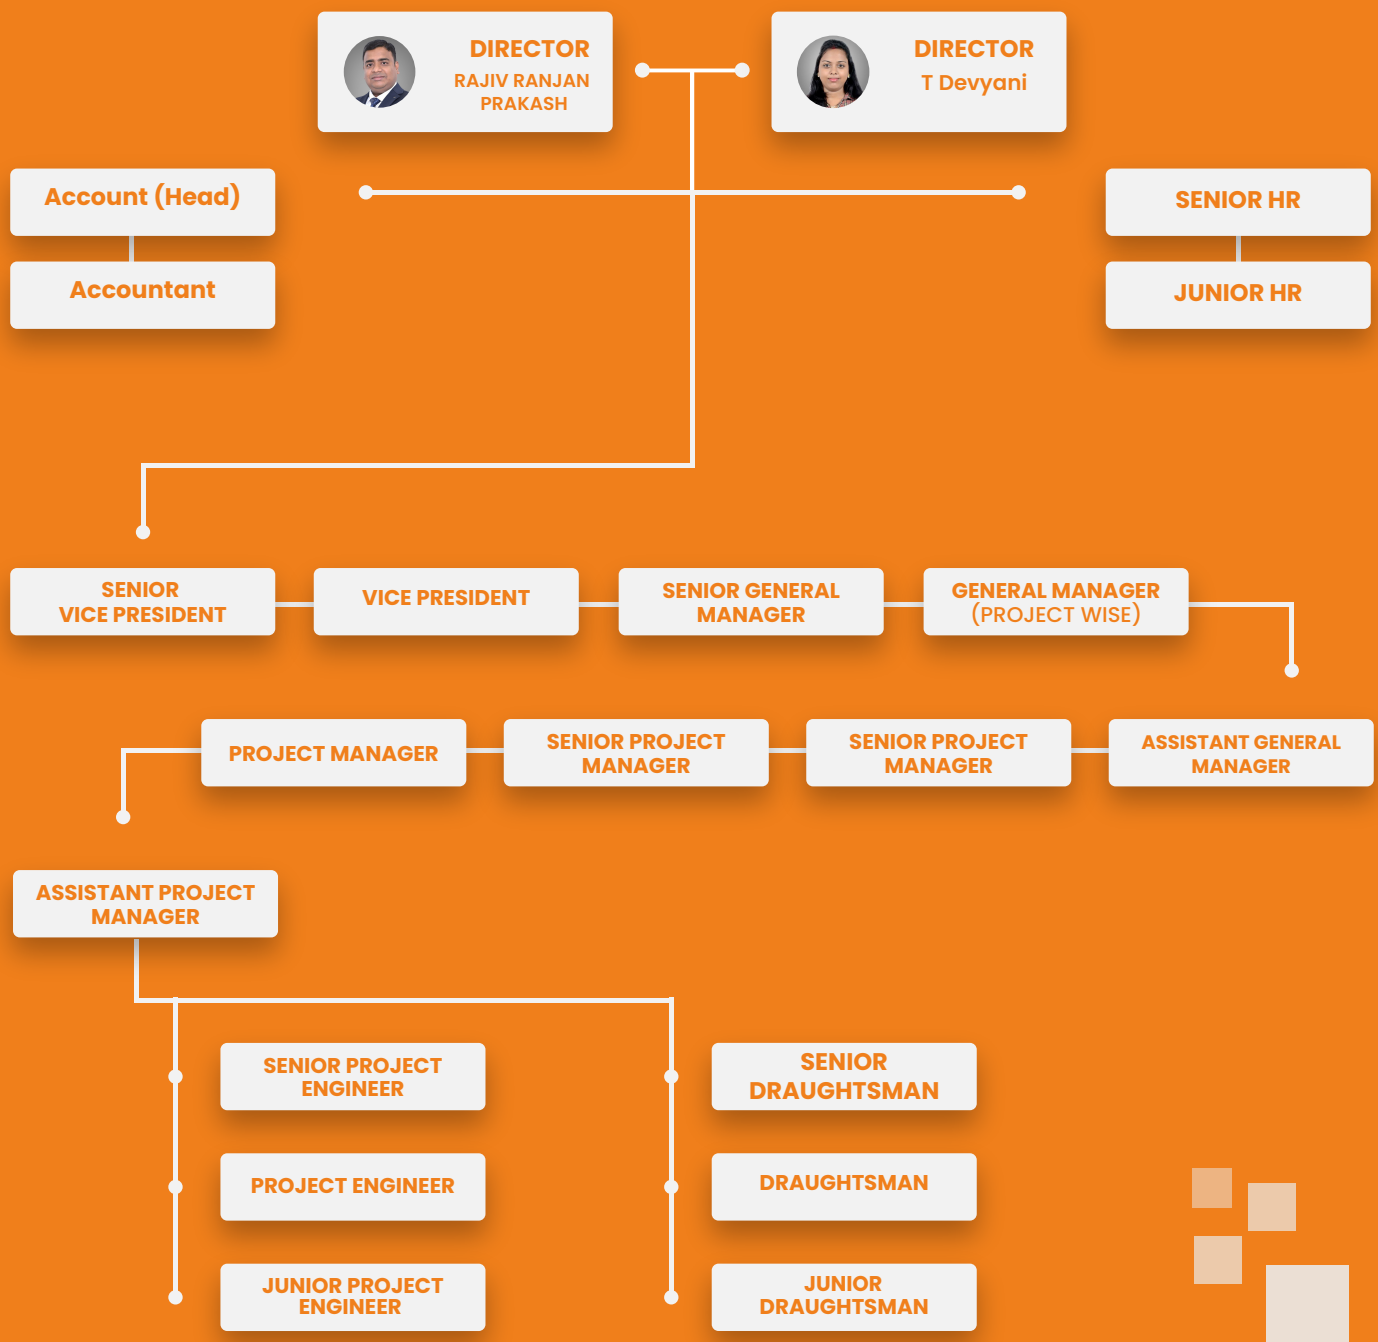 DIRECTOR
RAJIV RANJAN
PRAKASH
DIRECTOR
T Devyani
Account (Head)
Accountant
SENIOR HR
JUNIOR HR
SENIOR
VICE PRESIDENT
VICE PRESIDENT
SENIOR GENERAL
MANAGER
GENERAL MANAGER
(PROJECT WISE)
PROJECT MANAGER
SENIOR PROJECT
MANAGER
SENIOR PROJECT
MANAGER
ASSISTANT GENERAL
MANAGER
ASSISTANT PROJECT
MANAGER
SENIOR PROJECT
ENGINEER
PROJECT ENGINEER
JUNIOR PROJECT
ENGINEER
SENIOR
DRAUGHTSMAN
DRAUGHTSMAN
JUNIOR
DRAUGHTSMAN